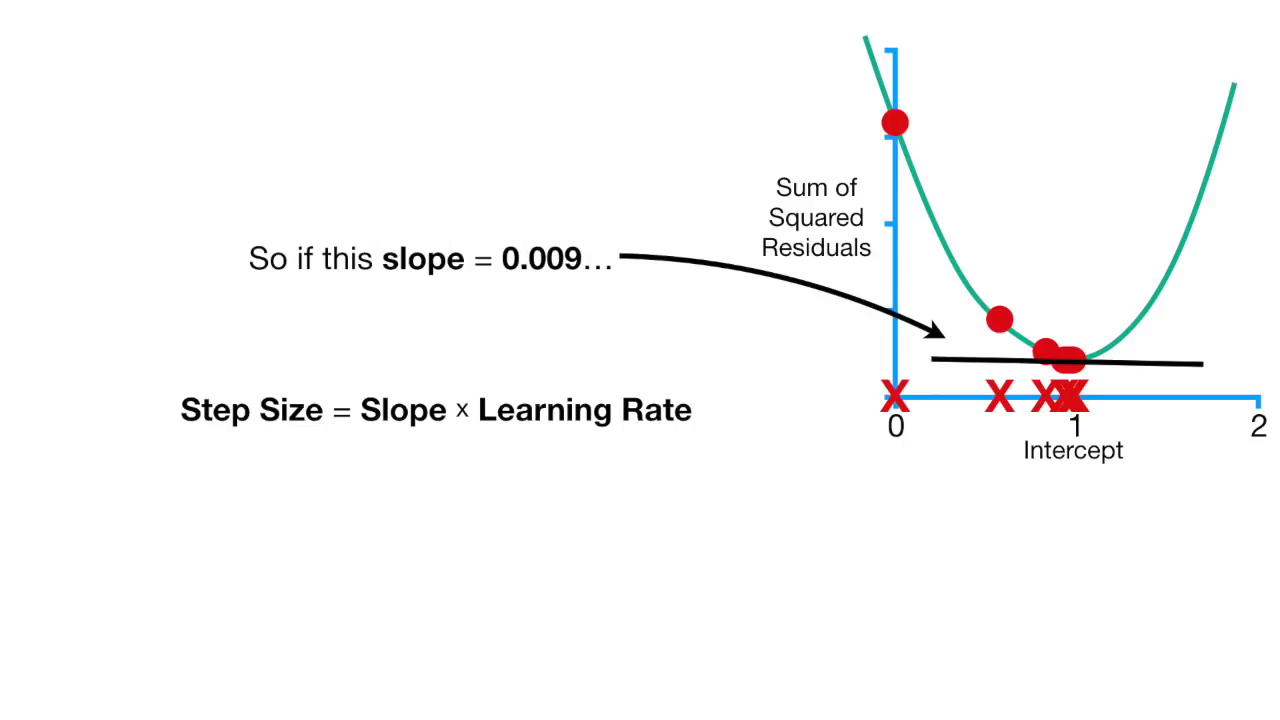 Sum of
Squared
Residuals
So if this slope = 0.009…
Step Size = Slope x Learning Rate
X X X X X X
0 1 2
Intercept